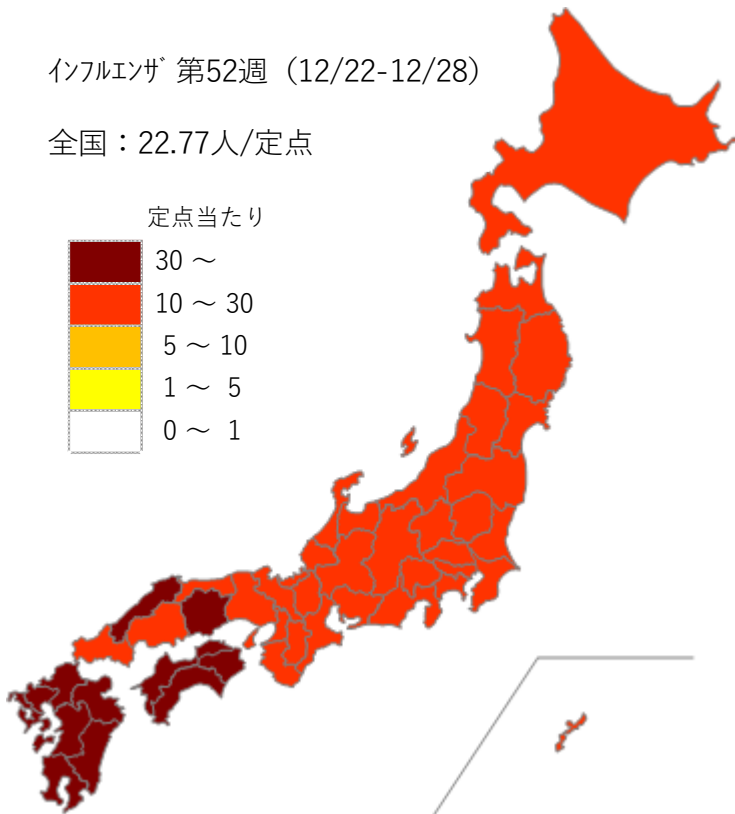 ｲﾝﾌﾙｴﾝｻﾞ 第52週（12/22-12/28）
全国：22.77人/定点
定点当たり
30 ～
10 ～ 30
5 ～ 10
1 ～ 5
0 ～ 1